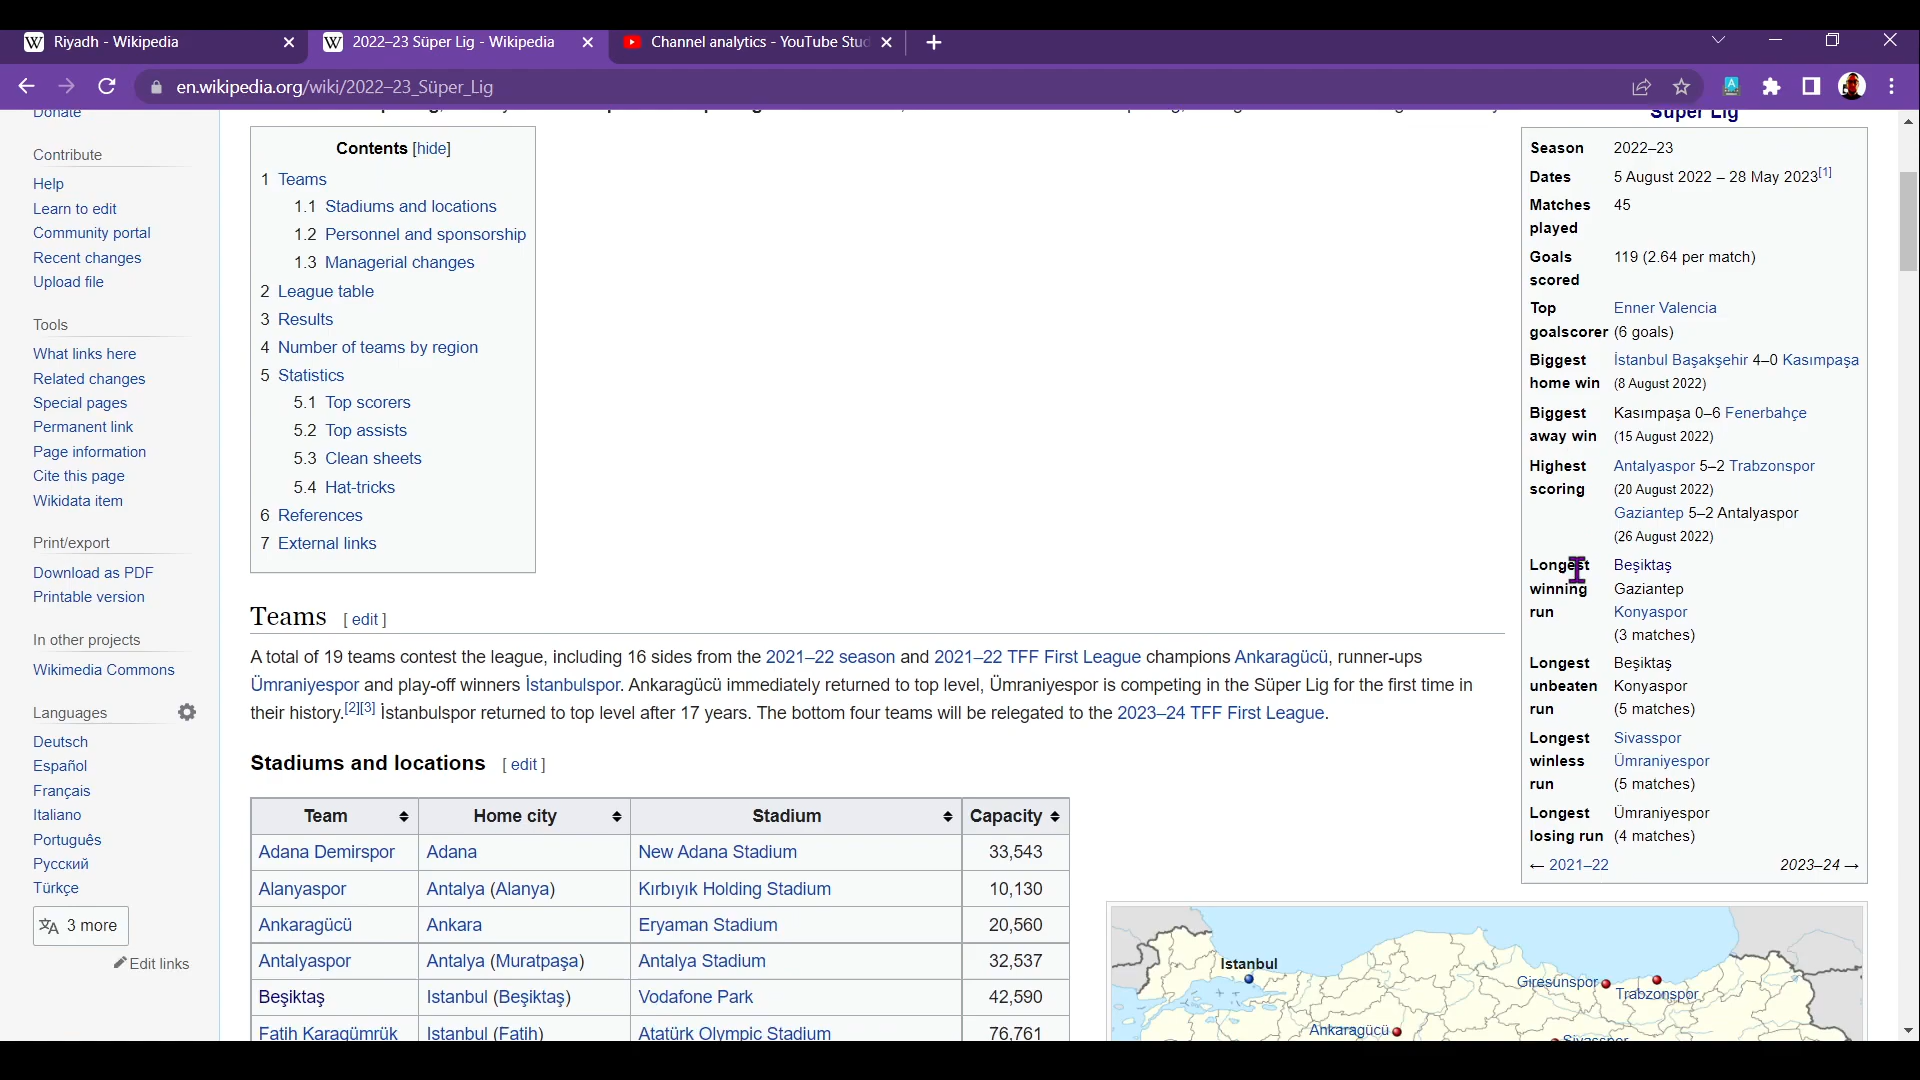 Riyadh - Wikipedia
2022–23 Süper Lig - Wikipedia
Channel analytics - YouTube Stud
en.wikipedia.org/wiki/2022–23_Süper_Lig
Donate
Contribute
Help
Learn to edit
Community portal
Recent changes
Upload file
Tools
What links here
Related changes
Special pages
Permanent link
Page information
Cite this page
Wikidata item
Print/export
Download as PDF
Printable version
In other projects
Wikimedia Commons
Languages
Deutsch
Español
Français
Italiano
Português
Русский
Türkçe
3 more
Edit links
Contents [hide]
1 Teams
1.1 Stadiums and locations
1.2 Personnel and sponsorship
1.3 Managerial changes
2 League table
3 Results
4 Number of teams by region
5 Statistics
5.1 Top scorers
5.2 Top assists
5.3 Clean sheets
5.4 Hat-tricks
6 References
7 External links
Teams [ edit ]
A total of 19 teams contest the league, including 16 sides from the 2021–22 season and 2021–22 TFF First League champions Ankaragücü, runner-ups
Ümraniyespor and play-off winners İstanbulspor. Ankaragücü immediately returned to top level, Ümraniyespor is competing in the Süper Lig for the first time in
their history.[2][3] İstanbulspor returned to top level after 17 years. The bottom four teams will be relegated to the 2023–24 TFF First League.
Stadiums and locations [ edit ]
Team Home city Stadium Capacity
Adana Demirspor Adana New Adana Stadium 33,543
Alanyaspor Antalya (Alanya) Kırbıyık Holding Stadium 10,130
Ankaragücü Ankara Eryaman Stadium 20,560
Antalyaspor Antalya (Muratpaşa) Antalya Stadium 32,537
Beşiktaş Istanbul (Beşiktaş) Vodafone Park 42,590
Fatih Karagümrük Istanbul (Fatih) Atatürk Olympic Stadium 76,761
Süper Lig
Season 2022–23
Dates 5 August 2022 – 28 May 2023[1]
Matches 45
played
Goals 119 (2.64 per match)
scored
Top Enner Valencia
goalscorer (6 goals)
Biggest İstanbul Başakşehir 4–0 Kasımpaşa
home win (8 August 2022)
Biggest Kasımpaşa 0–6 Fenerbahçe
away win (15 August 2022)
Highest Antalyaspor 5–2 Trabzonspor
scoring (20 August 2022)
Gaziantep 5–2 Antalyaspor
(26 August 2022)
Longest Beşiktaş
winning Gaziantep
run Konyaspor
(3 matches)
Longest Beşiktaş
unbeaten Konyaspor
run (5 matches)
Longest Sivasspor
winless Ümraniyespor
run (5 matches)
Longest Ümraniyespor
losing run (4 matches)
← 2021–22 2023–24 →
Istanbul
Giresunspor
Trabzonspor
Ankaragücü
Sivasspor